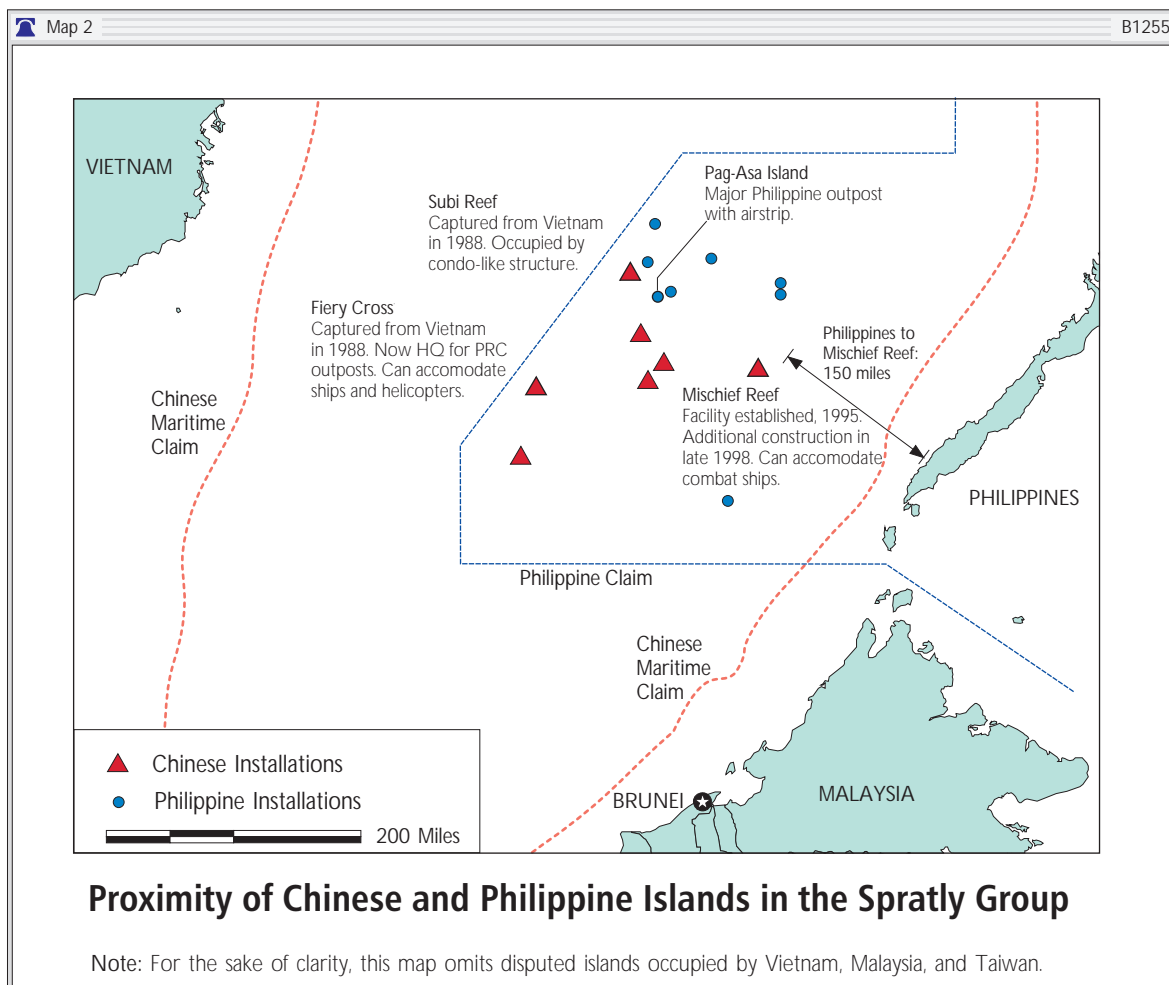 Map 2
B1255
VIETNAM
Pag-Asa Island
Major Philippine outpost
with airstrip.
Subi Reef
Captured from Vietnam
in 1988. Occupied by
condo-like structure.
Fiery Cross
Captured from Vietnam
in 1988. Now HQ for PRC
outposts. Can accomodate
ships and helicopters.
Philippines to
Mischief Reef:
150 miles
Chinese
Maritime
Claim
Mischief Reef
Facility established, 1995.
Additional construction in
late 1998. Can accomodate
combat ships.
PHILIPPINES
Philippine Claim
Chinese
Maritime
Claim
Chinese Installations
Philippine Installations
200 Miles
BRUNEI
MALAYSIA
Proximity of Chinese and Philippine Islands in the Spratly Group
Note: For the sake of clarity, this map omits disputed islands occupied by Vietnam, Malaysia, and Taiwan.